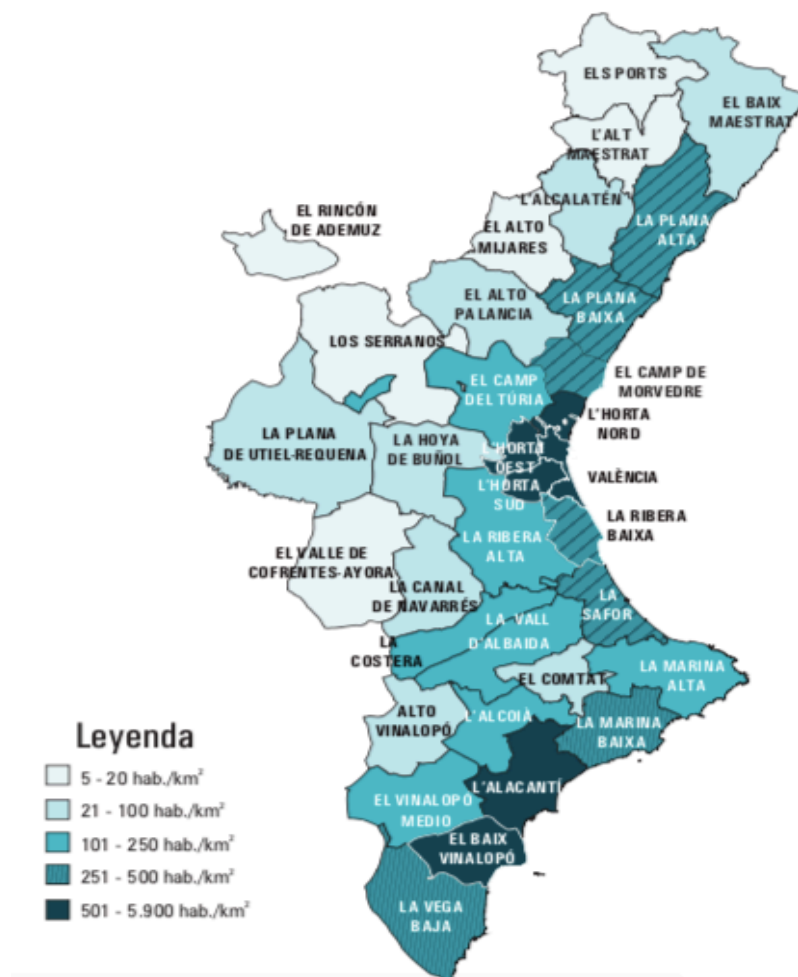 ELS PORTS
EL BAIX
MAESTRAT
L'ALT
MAESTRAT
L'ALCALATÉN
EL RINCÓN
DE ADEMUZ
EL ALTO
MIJARES
LA PLANA
ALTA
EL ALTO
PALANCIA
LA PLANA
BAIXA
LOS SERRANOS
EL CAMP
DEL TÚRIA
EL CAMP DE
MORVEDRE
L'HORTA
NORD
LA PLANA
DE UTIEL-REQUENA
LA HOYA
DE BUÑOL
L'HORTA
OEST
VALÈNCIA
L'HORTA
SUD
LA RIBERA
BAIXA
LA RIBERA
ALTA
EL VALLE DE
COFRENTES-AYORA
LA CANAL
DE NAVARRÉS
LA
SAFOR
LA VALL
D'ALBAIDA
LA
COSTERA
EL COMTAT
LA MARINA
ALTA
ALTO
VINALOPÓ
L'ALCOIÀ
LA MARINA
BAIXA
L'ALACANTÍ
EL VINALOPÓ
MEDIO
EL BAIX
VINALOPÓ
LA VEGA
BAJA
Leyenda
5 - 20 hab./km²
21 - 100 hab./km²
101 - 250 hab./km²
251 - 500 hab./km²
501 - 5.900 hab./km²